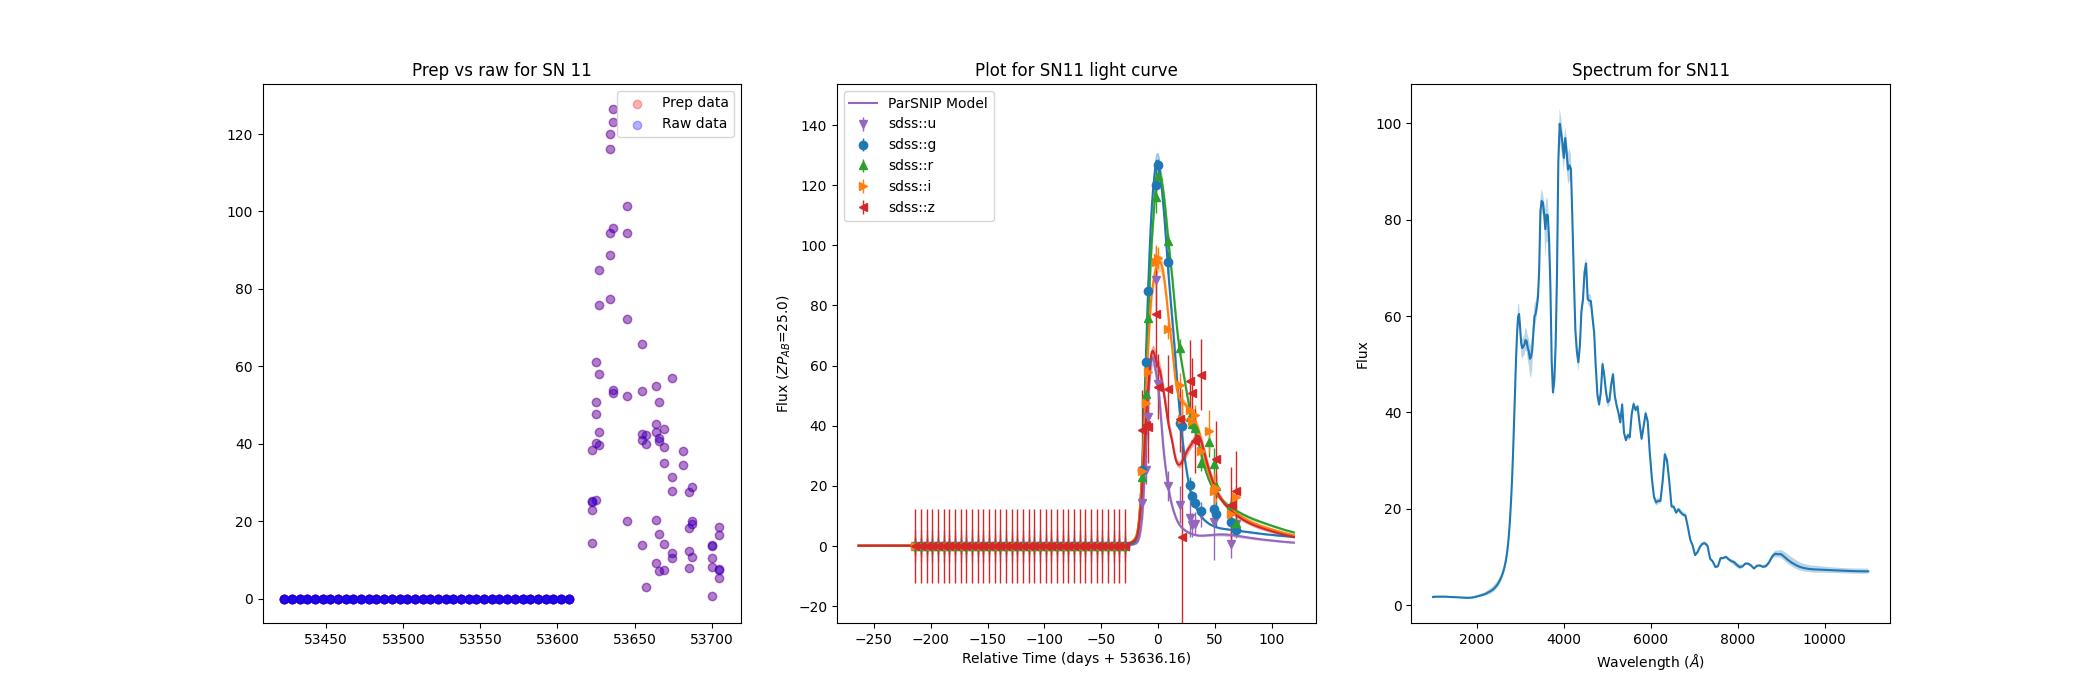 Prep vs raw for SN 11
Prep data
Raw data
120
100
80
60
40
20
0
53450 53500 53550 53600 53650 53700
Plot for SN11 light curve
ParSNIP Model
sdss::u
sdss::g
sdss::r
sdss::i
sdss::z
Flux (ZP_AB=25.0)
140
120
100
80
60
40
20
0
−20
−250 −200 −150 −100 −50 0 50 100
Relative Time (days + 53636.16)
Spectrum for SN11
Flux
100
80
60
40
20
0
2000 4000 6000 8000 10000
Wavelength (Å)